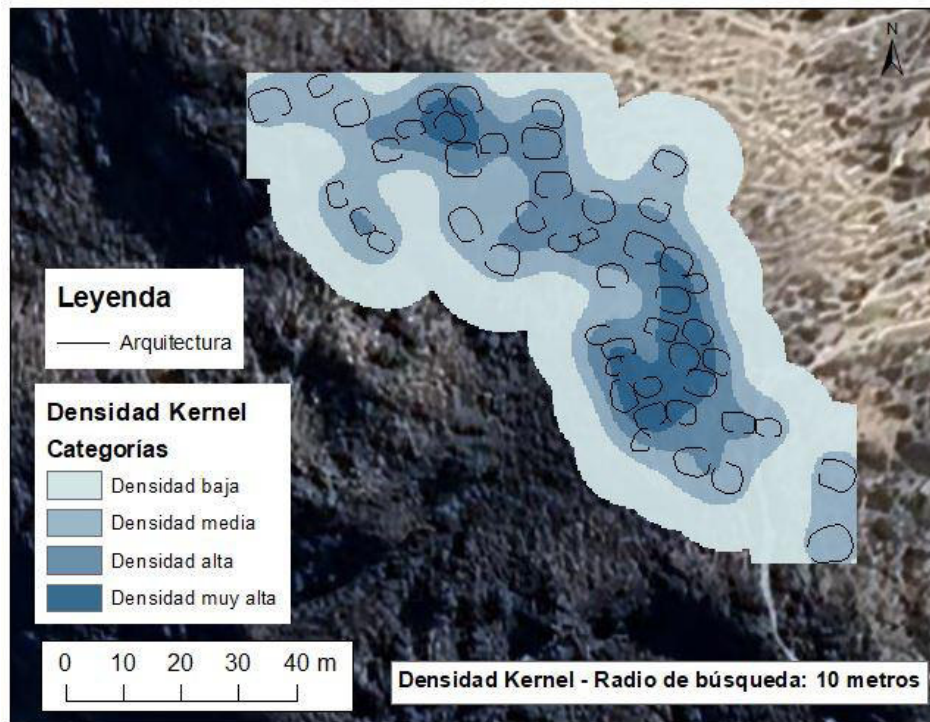 N
Leyenda
Arquitectura
Densidad Kernel
Categorías
Densidad baja
Densidad media
Densidad alta
Densidad muy alta
0 10 20 30 40 m
Densidad Kernel - Radio de búsqueda: 10 metros